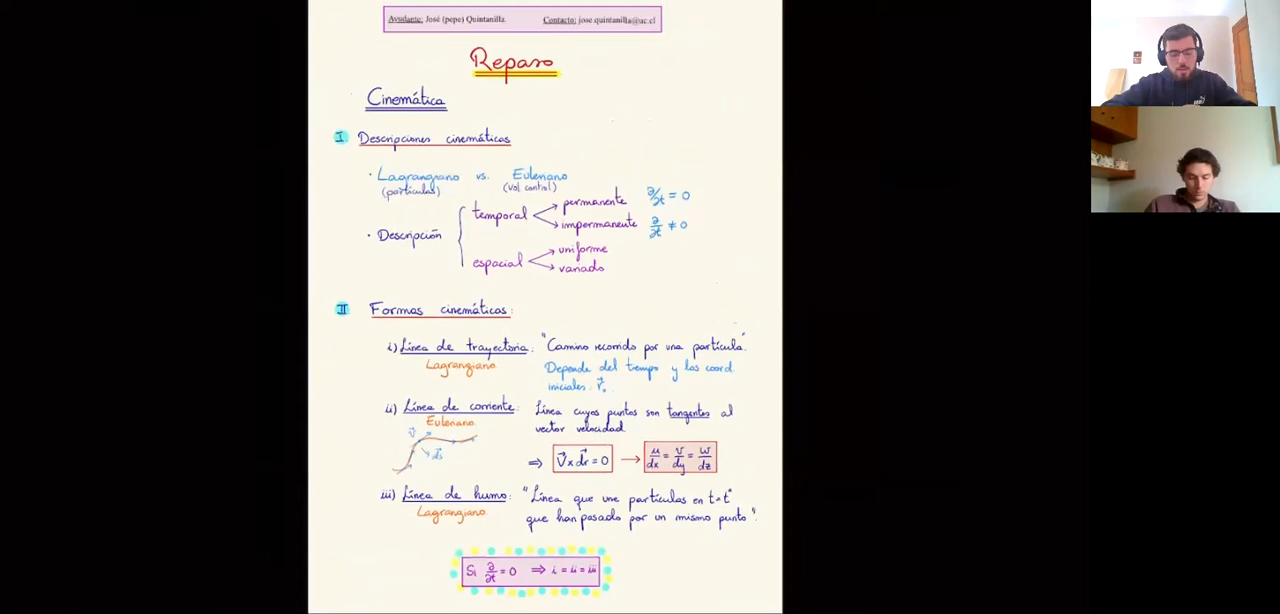 Ayudante: José (pepe) Quintanilla. Contacto: jose.quintanilla@uc.cl
Repaso
Cinemática
I Descripciones cinemáticas
· Lagrangiano vs. Euleriano
(partículas) (vol control)
· Descripción
temporal
permanente ∂/∂t = 0
impermanente ∂/∂t ≠ 0
espacial
uniforme
variado
II Formas cinemáticas:
i) Línea de trayectoria: "Camino recorrido por una partícula".
Lagrangiano Depende del tiempo y las coord.
iniciales r⃗₀.
ii) Línea de corriente: Línea cuyos puntos son tangentes al
Euleriano vector velocidad
v⃗ ds⃗
⇒ V⃗ x dr⃗ = 0 → u/dx = v/dy = w/dz
iii) Línea de humo: "Línea que une partículas en t=t*
Lagrangiano que han pasado por un mismo punto".
Si ∂/∂t = 0 ⇒ i = ii = iii